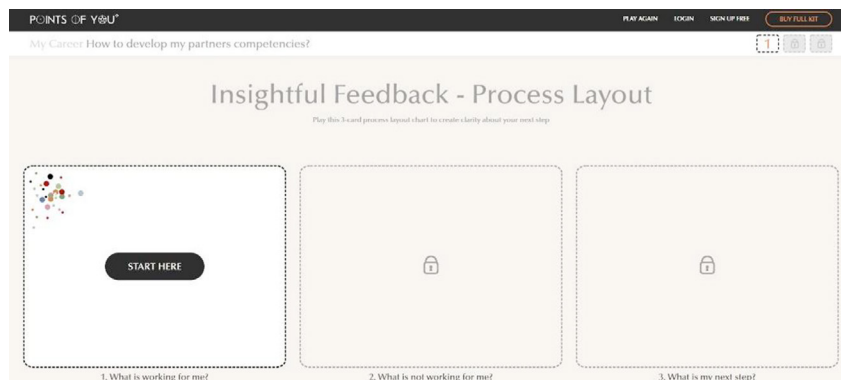 POINTS OF YOU
PLAY AGAIN LOGIN SIGN UP FREE BUY FULL KIT
My Career How to develop my partners competencies?
1
Insightful Feedback - Process Layout
Play this 3-card process layout chart to create clarity about your next step
START HERE
1. What is working for me? 2. What is not working for me? 3. What is my next step?